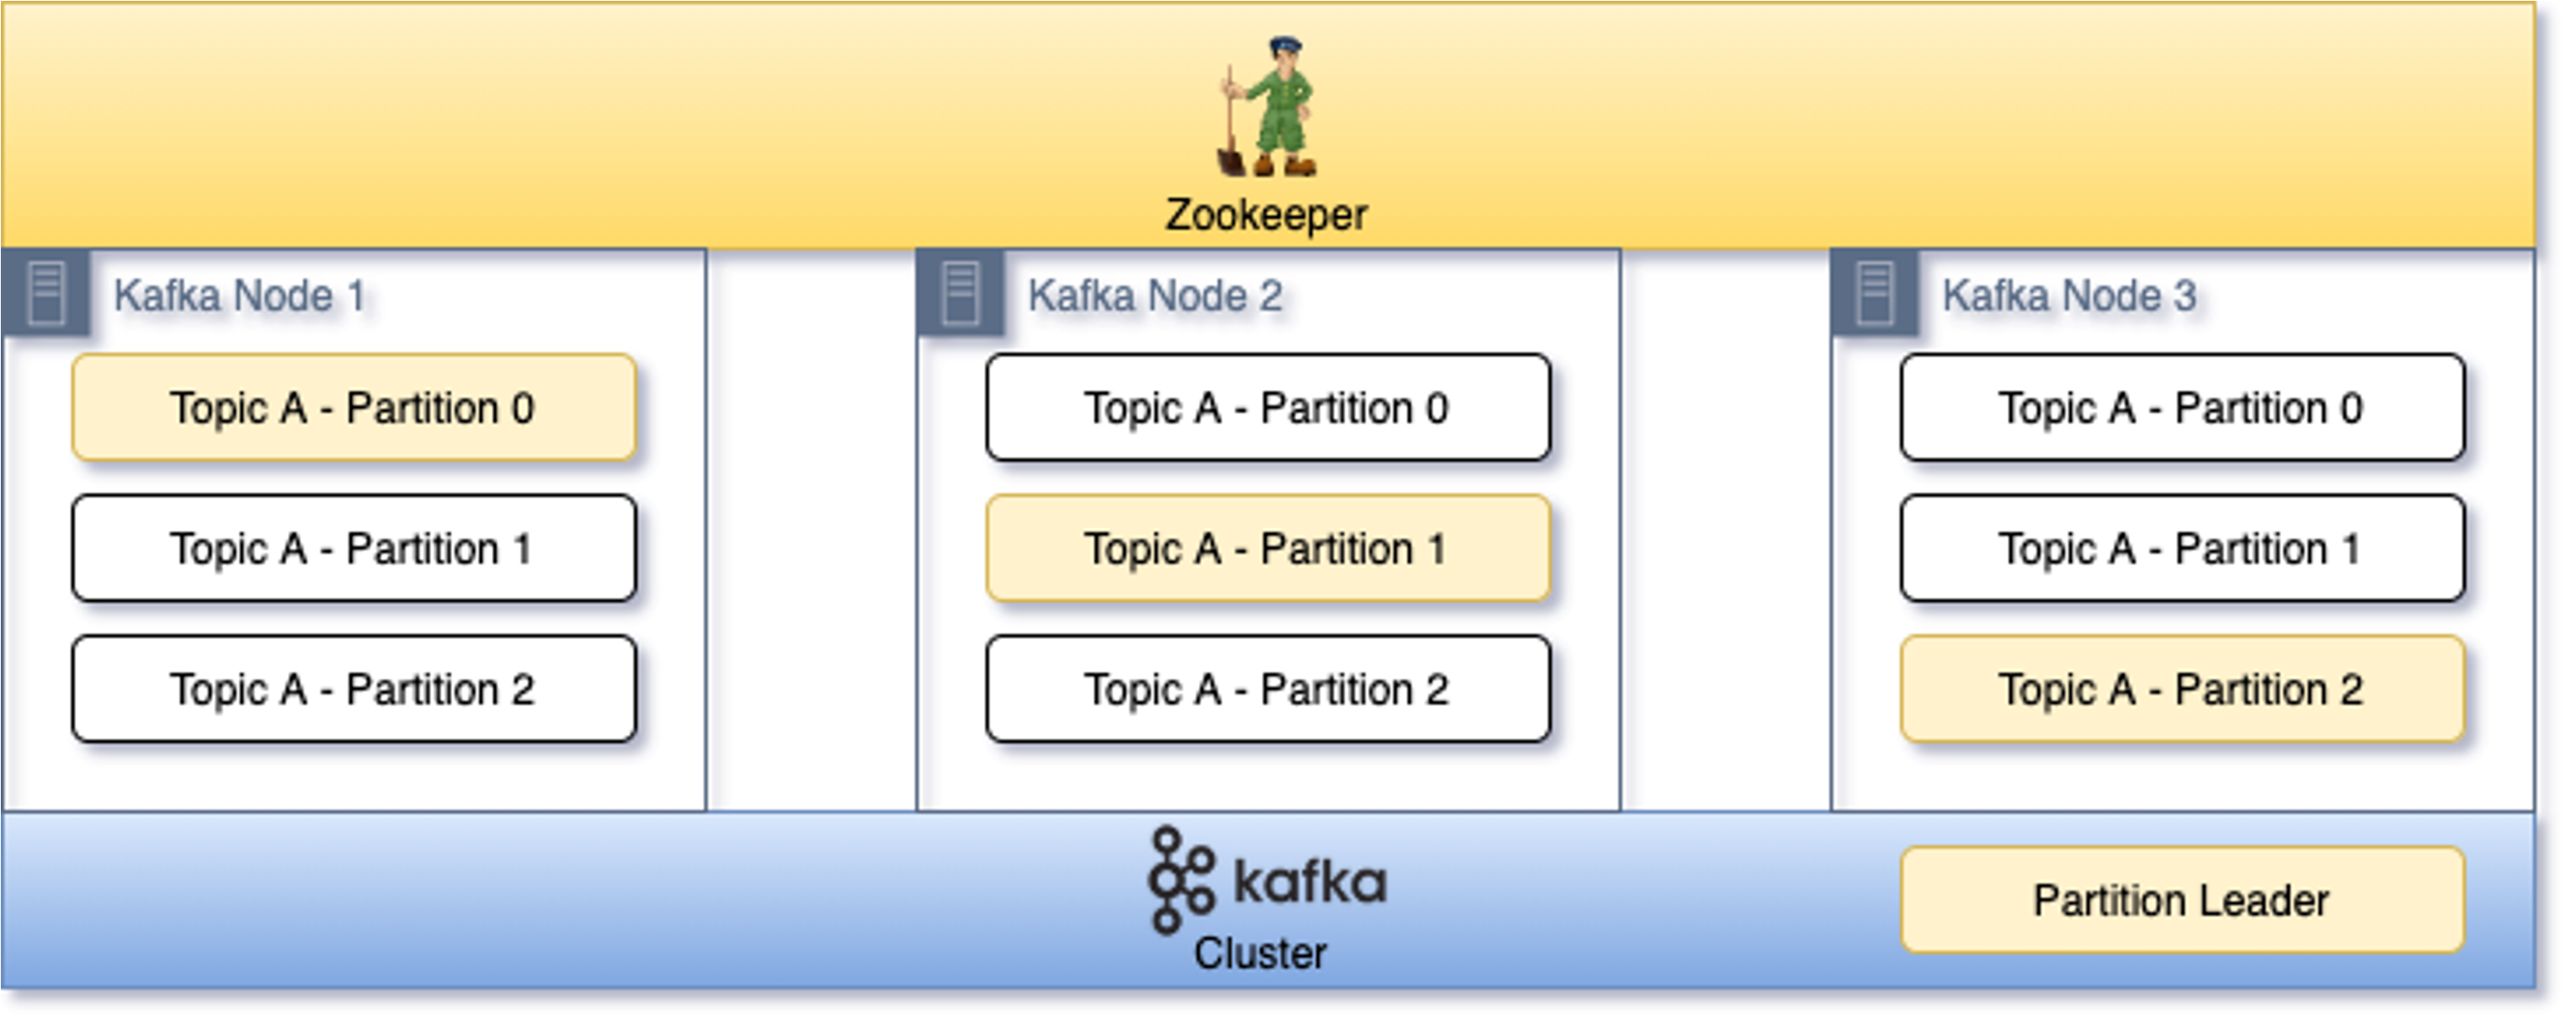 Zookeeper
Kafka Node 1
Topic A - Partition 0
Topic A - Partition 1
Topic A - Partition 2
Kafka Node 2
Topic A - Partition 0
Topic A - Partition 1
Topic A - Partition 2
Kafka Node 3
Topic A - Partition 0
Topic A - Partition 1
Topic A - Partition 2
kafka
Cluster
Partition Leader